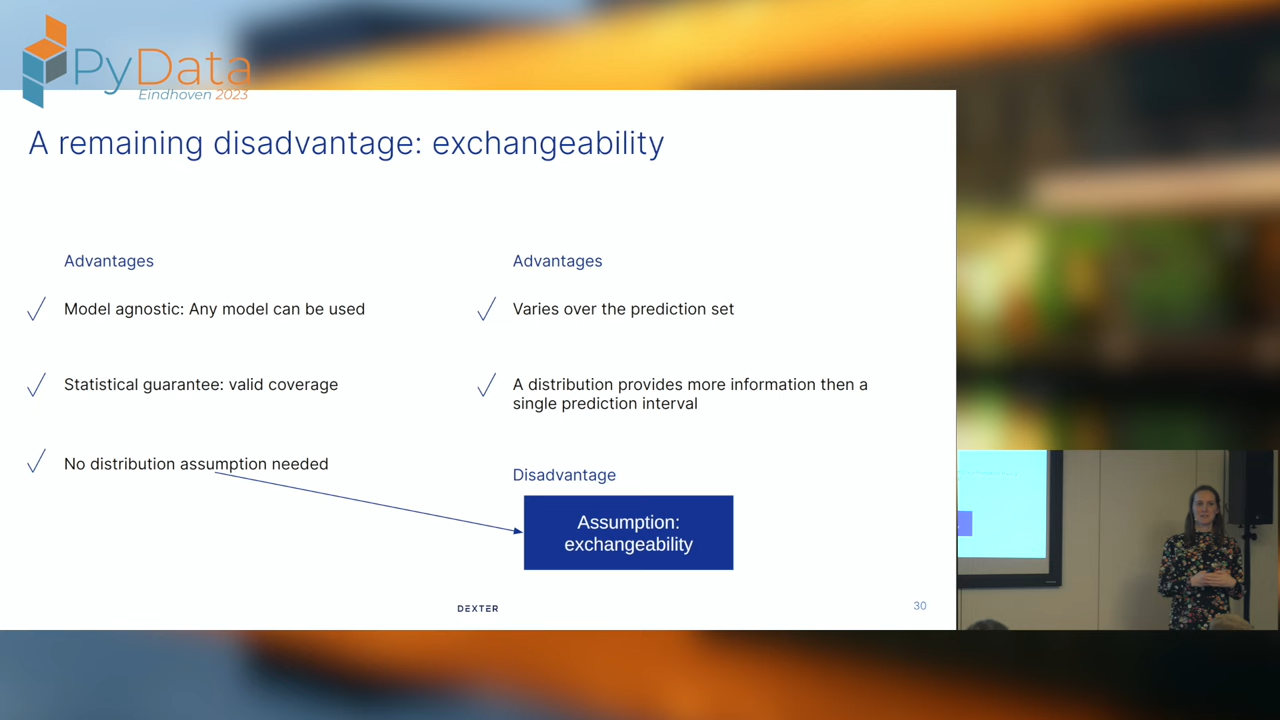 PyData
Eindhoven 2023
A remaining disadvantage: exchangeability
Advantages
Model agnostic: Any model can be used
Statistical guarantee: valid coverage
No distribution assumption needed
Advantages
Varies over the prediction set
A distribution provides more information then a
single prediction interval
Disadvantage
Assumption:
exchangeability
DEXTER
30